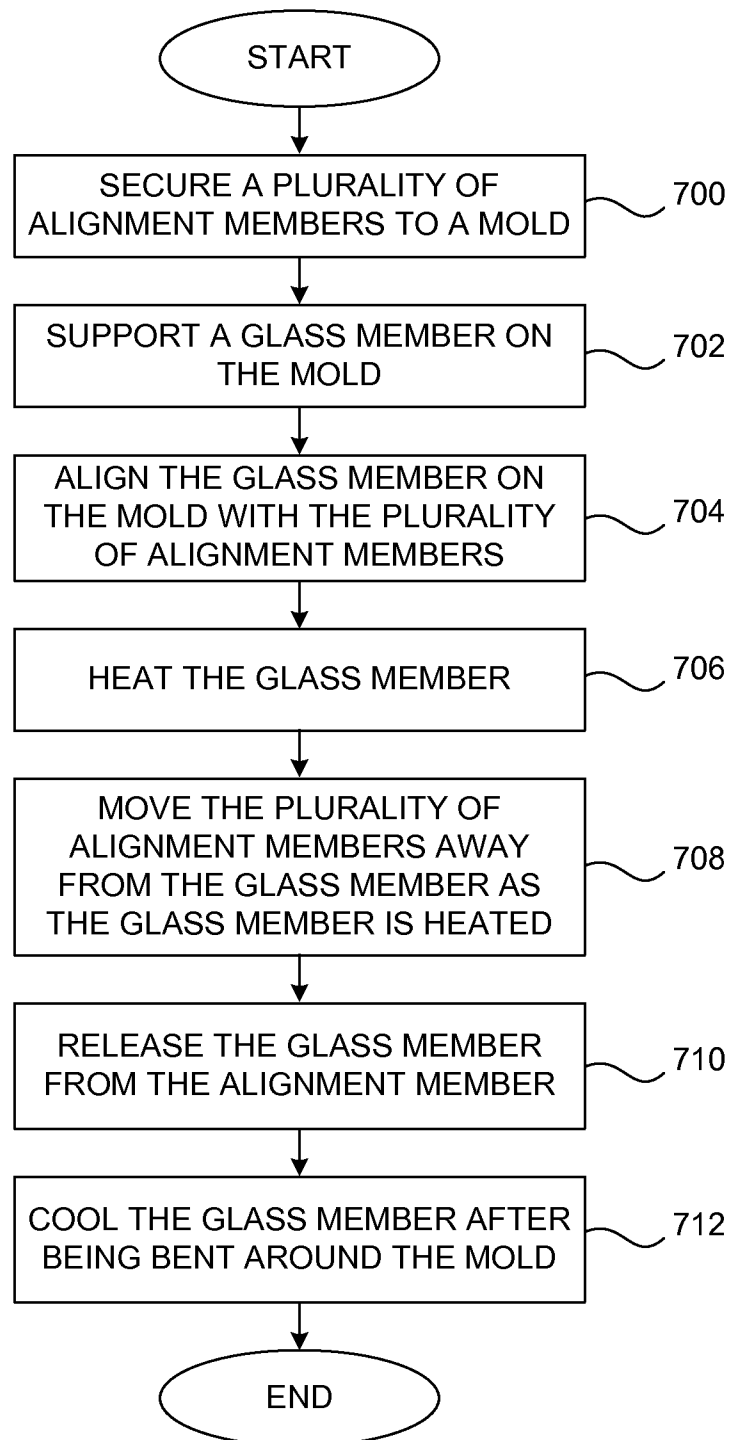 START
SECURE A PLURALITY OF
ALIGNMENT MEMBERS TO A MOLD
700
SUPPORT A GLASS MEMBER ON
THE MOLD
702
ALIGN THE GLASS MEMBER ON
THE MOLD WITH THE PLURALITY
OF ALIGNMENT MEMBERS
704
HEAT THE GLASS MEMBER
706
MOVE THE PLURALITY OF
ALIGNMENT MEMBERS AWAY
FROM THE GLASS MEMBER AS
THE GLASS MEMBER IS HEATED
708
RELEASE THE GLASS MEMBER
FROM THE ALIGNMENT MEMBER
710
COOL THE GLASS MEMBER AFTER
BEING BENT AROUND THE MOLD
712
END